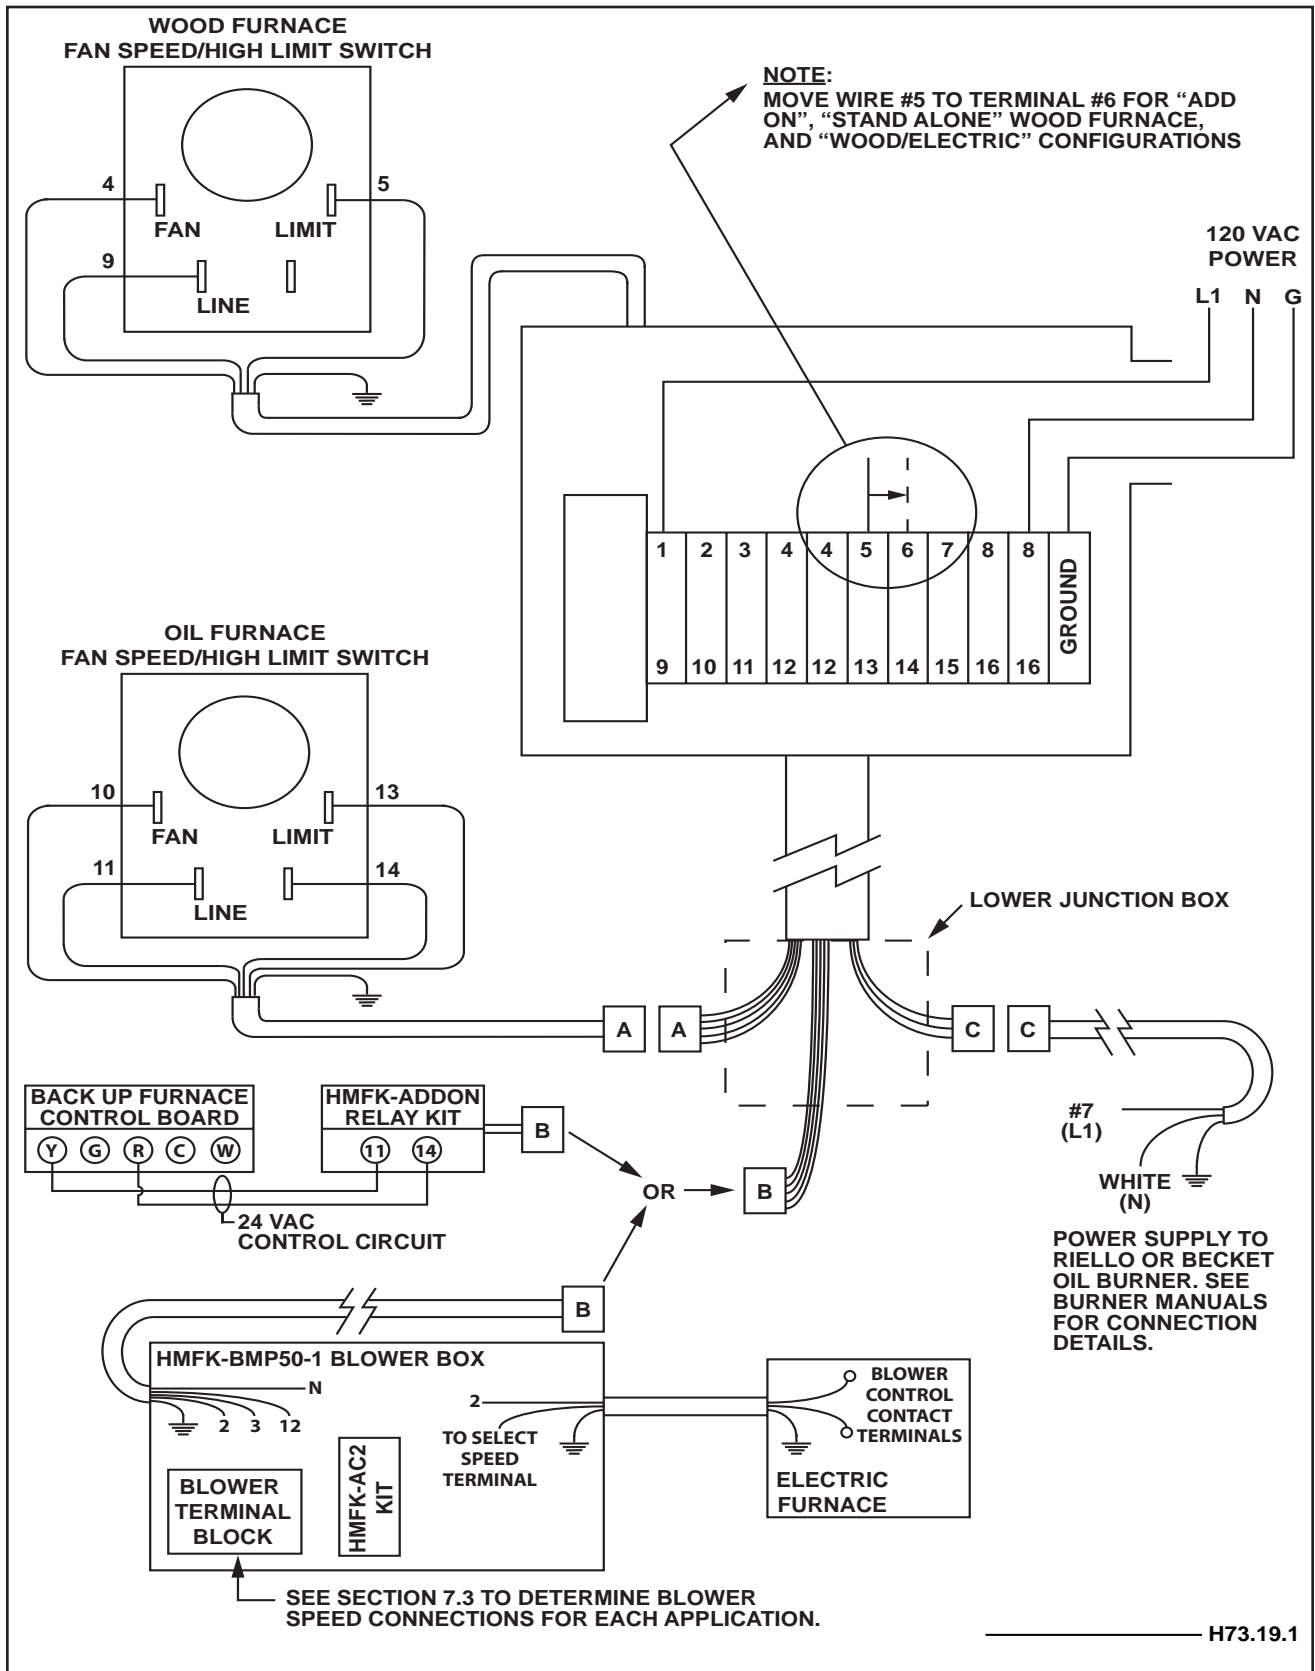 WOOD FURNACE
FAN SPEED/HIGH LIMIT SWITCH
4
5
FAN
LIMIT
9
LINE
NOTE:
MOVE WIRE #5 TO TERMINAL #6 FOR “ADD
ON”, “STAND ALONE” WOOD FURNACE,
AND “WOOD/ELECTRIC” CONFIGURATIONS
120 VAC
POWER
L1 N G
1 2 3 4 4 5 6 7 8 8
9 10 11 12 12 13 14 15 16 16
GROUND
OIL FURNACE
FAN SPEED/HIGH LIMIT SWITCH
10
13
FAN
LIMIT
11
14
LINE
LOWER JUNCTION BOX
A A C C
BACK UP FURNACE
CONTROL BOARD
Y G R C W
HMFK-ADDON
RELAY KIT
11 14
B
24 VAC
CONTROL CIRCUIT
OR
B
#7
(L1)
WHITE
(N)
POWER SUPPLY TO
RIELLO OR BECKET
OIL BURNER. SEE
BURNER MANUALS
FOR CONNECTION
DETAILS.
B
HMFK-BMP50-1 BLOWER BOX
N
2 3 12
2
TO SELECT
SPEED
TERMINAL
BLOWER
TERMINAL
BLOCK
HMFK-AC2
KIT
BLOWER
CONTROL
CONTACT
TERMINALS
ELECTRIC
FURNACE
SEE SECTION 7.3 TO DETERMINE BLOWER
SPEED CONNECTIONS FOR EACH APPLICATION.
H73.19.1